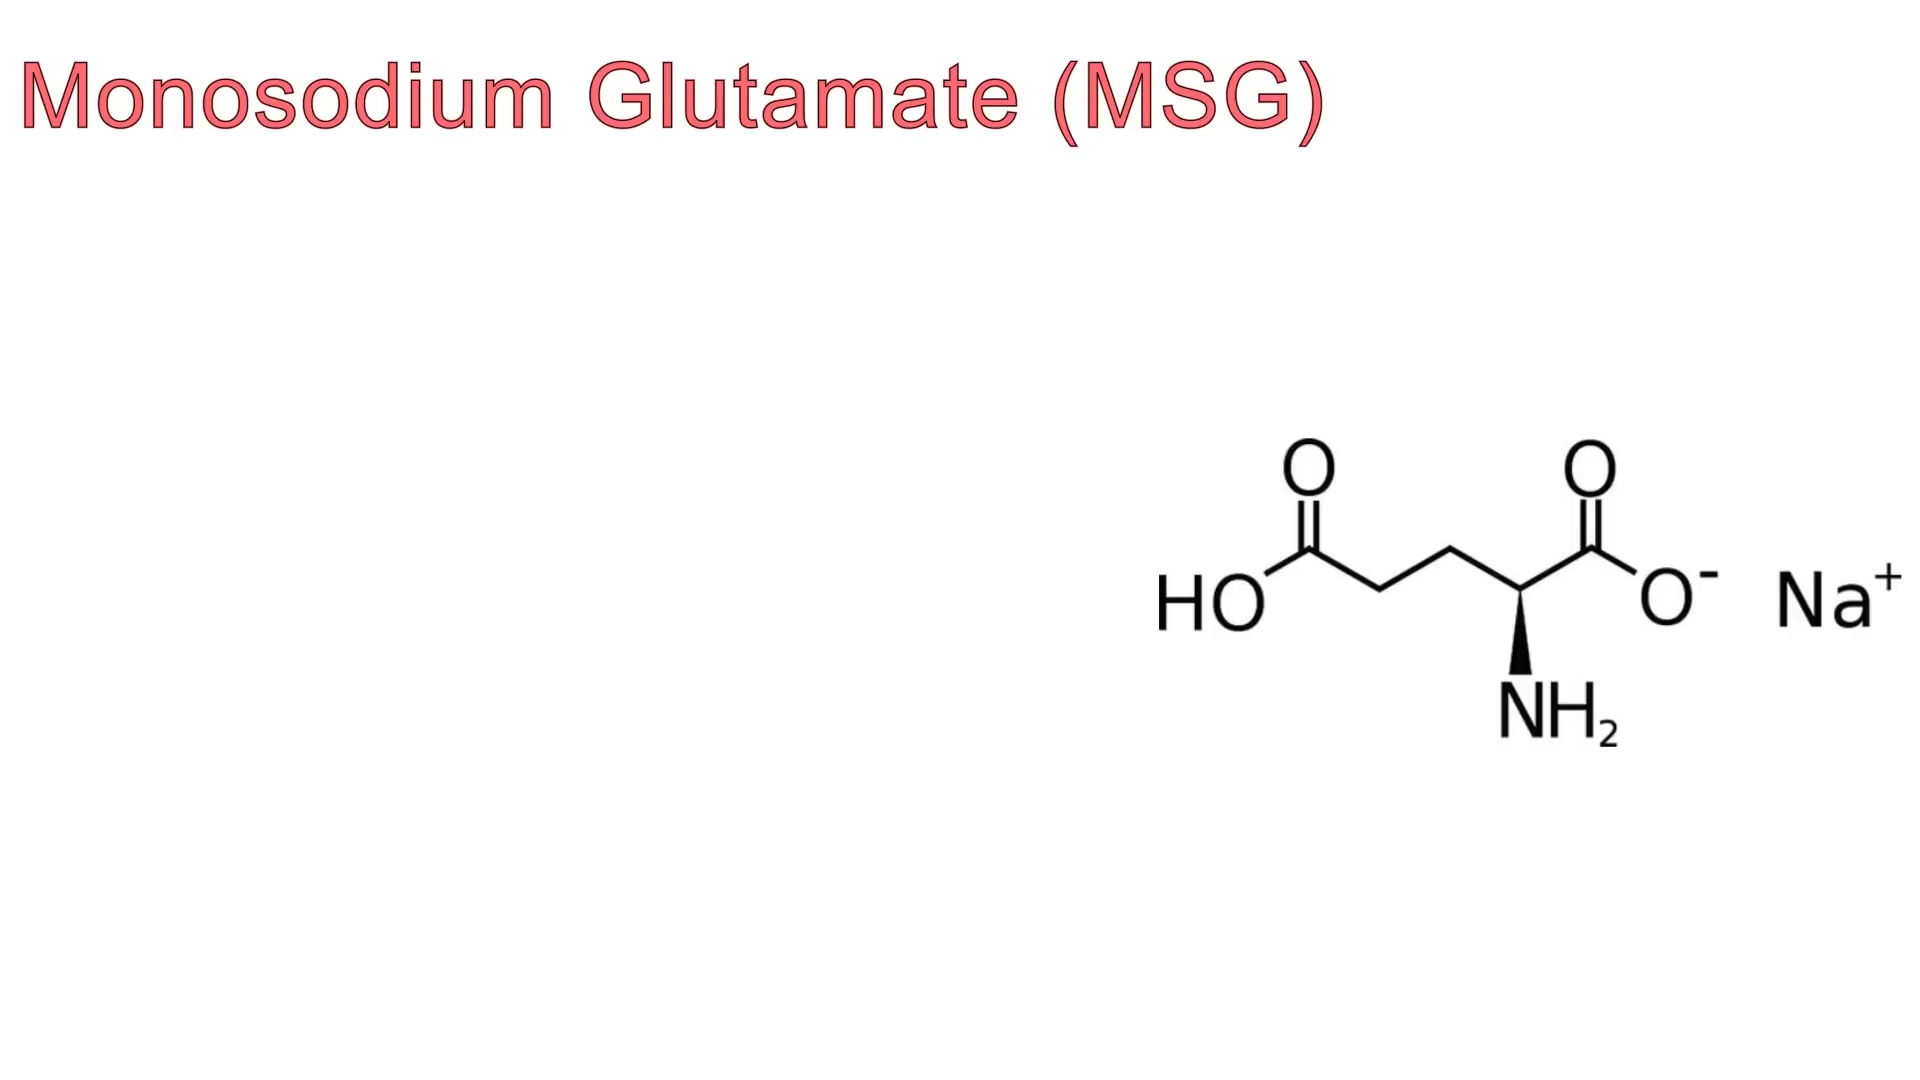 Monosodium Glutamate (MSG)
O O
HO O⁻ Na⁺
NH₂